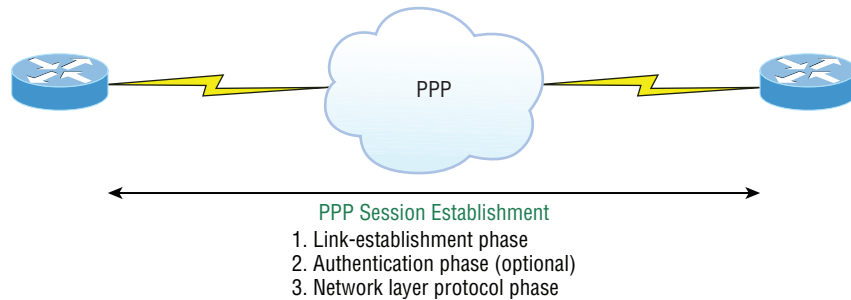 PPP
PPP Session Establishment
1. Link-establishment phase
2. Authentication phase (optional)
3. Network layer protocol phase